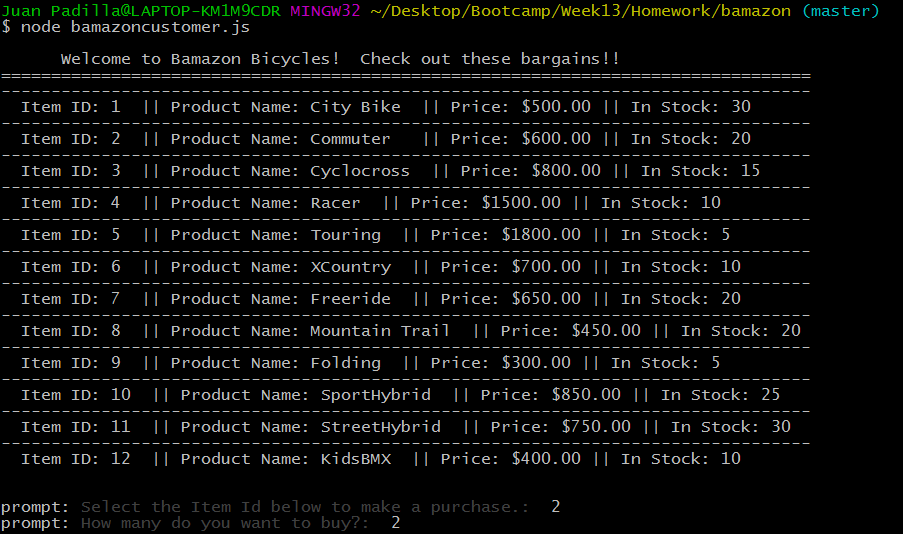 Juan Padilla@LAPTOP-KM1M9CDR MINGW32 ~/Desktop/Bootcamp/Week13/Homework/bamazon (master)
$ node bamazoncustomer.js
Welcome to Bamazon Bicycles!  Check out these bargains!!
=================================================================================
---------------------------------------------------------------------------------
Item ID: 1  || Product Name: City Bike  || Price: $500.00 || In Stock: 30
---------------------------------------------------------------------------------
Item ID: 2  || Product Name: Commuter   || Price: $600.00 || In Stock: 20
---------------------------------------------------------------------------------
Item ID: 3  || Product Name: Cyclocross  || Price: $800.00 || In Stock: 15
---------------------------------------------------------------------------------
Item ID: 4  || Product Name: Racer  || Price: $1500.00 || In Stock: 10
---------------------------------------------------------------------------------
Item ID: 5  || Product Name: Touring  || Price: $1800.00 || In Stock: 5
---------------------------------------------------------------------------------
Item ID: 6  || Product Name: XCountry  || Price: $700.00 || In Stock: 10
---------------------------------------------------------------------------------
Item ID: 7  || Product Name: Freeride  || Price: $650.00 || In Stock: 20
---------------------------------------------------------------------------------
Item ID: 8  || Product Name: Mountain Trail  || Price: $450.00 || In Stock: 20
---------------------------------------------------------------------------------
Item ID: 9  || Product Name: Folding  || Price: $300.00 || In Stock: 5
---------------------------------------------------------------------------------
Item ID: 10  || Product Name: SportHybrid  || Price: $850.00 || In Stock: 25
---------------------------------------------------------------------------------
Item ID: 11  || Product Name: StreetHybrid  || Price: $750.00 || In Stock: 30
---------------------------------------------------------------------------------
Item ID: 12  || Product Name: KidsBMX  || Price: $400.00 || In Stock: 10
prompt: Select the Item Id below to make a purchase.:  2
prompt: How many do you want to buy?:  2